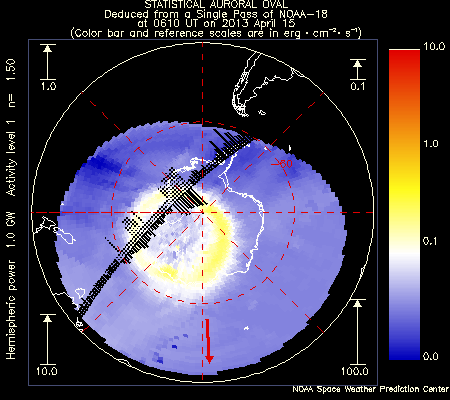 STATISTICAL AURORAL OVAL
Deduced from a Single Pass of NOAA-18
at 0610 UT on 2013 April 15
(Color bar and reference scales are in erg · cm⁻² · s⁻¹)
Hemispheric power 1.0 GW Activity level 1 n= 1.50
1.0
0.1
10.0
100.0
10.0
1.0
0.1
0.0
NOAA Space Weather Prediction Center